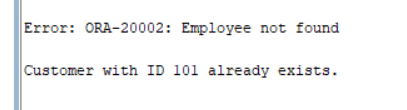 Error: ORA-20002: Employee not found
Customer with ID 101 already exists.